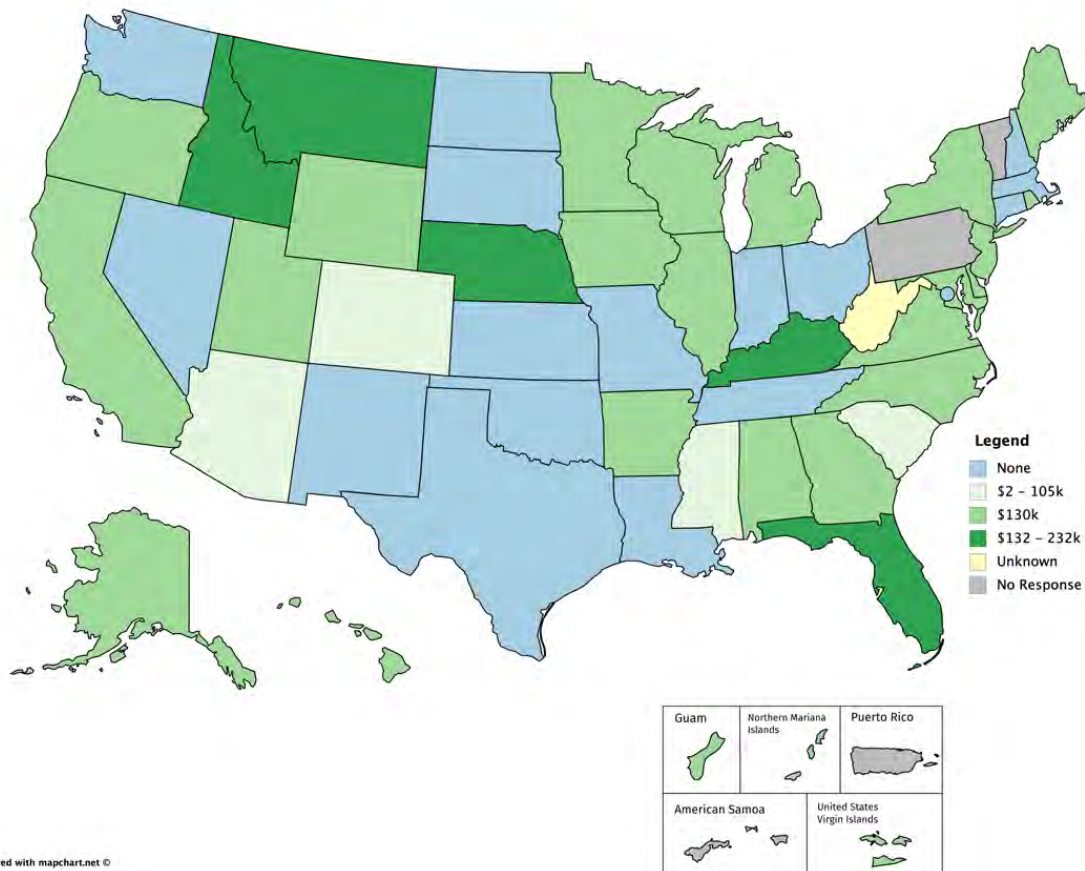 Legend
None
$2 - 105k
$130k
$132 - 232k
Unknown
No Response
Guam
Northern Mariana
Islands
Puerto Rico
American Samoa
United States
Virgin Islands
ed with mapchart.net ©